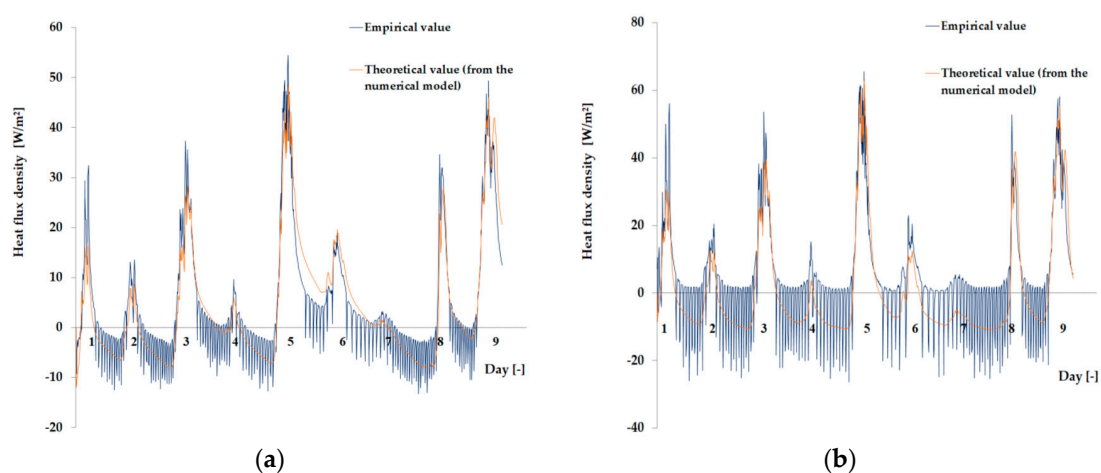 60
50
40
30
20
10
0
-10
-20
Heat flux density [W/m²]
Empirical value
Theoretical value (from the
numerical model)
1 2 3 4 5 6 7 8 9
Day [-]
(a)
80
60
40
20
0
-20
-40
Heat flux density [W/m²]
Empirical value
Theoretical value (from the
numerical model)
1 2 3 4 5 6 7 8 9
Day [-]
(b)